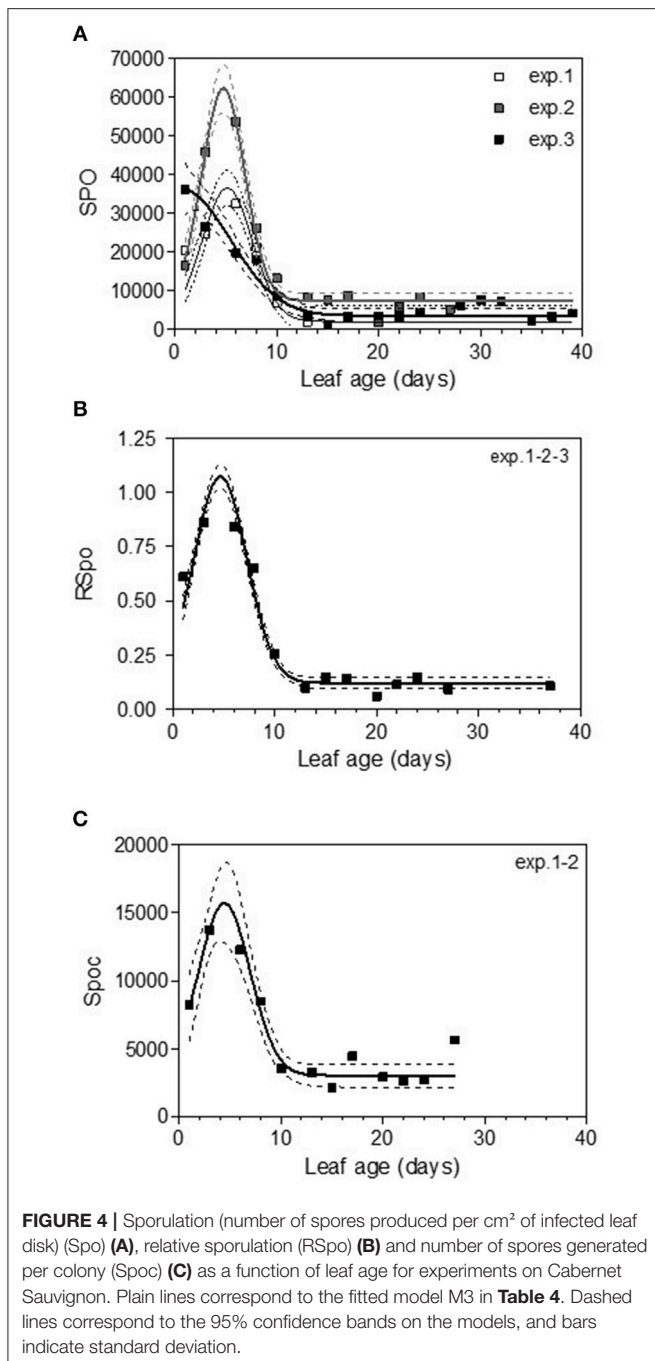 A
70000
60000
50000
40000
30000
20000
10000
0
SPO
exp.1
exp.2
exp.3
0 10 20 30 40
Leaf age (days)
B
1.25
1.00
0.75
0.50
0.25
0.00
RSpo
exp.1-2-3
0 10 20 30 40
Leaf age (days)
C
20000
15000
10000
5000
0
Spoc
exp.1-2
0 10 20 30 40
Leaf age (days)
FIGURE 4 | Sporulation (number of spores produced per cm² of infected leaf
disk) (Spo) (A), relative sporulation (RSpo) (B) and number of spores generated
per colony (Spoc) (C) as a function of leaf age for experiments on Cabernet
Sauvignon. Plain lines correspond to the fitted model M3 in Table 4. Dashed
lines correspond to the 95% confidence bands on the models, and bars
indicate standard deviation.